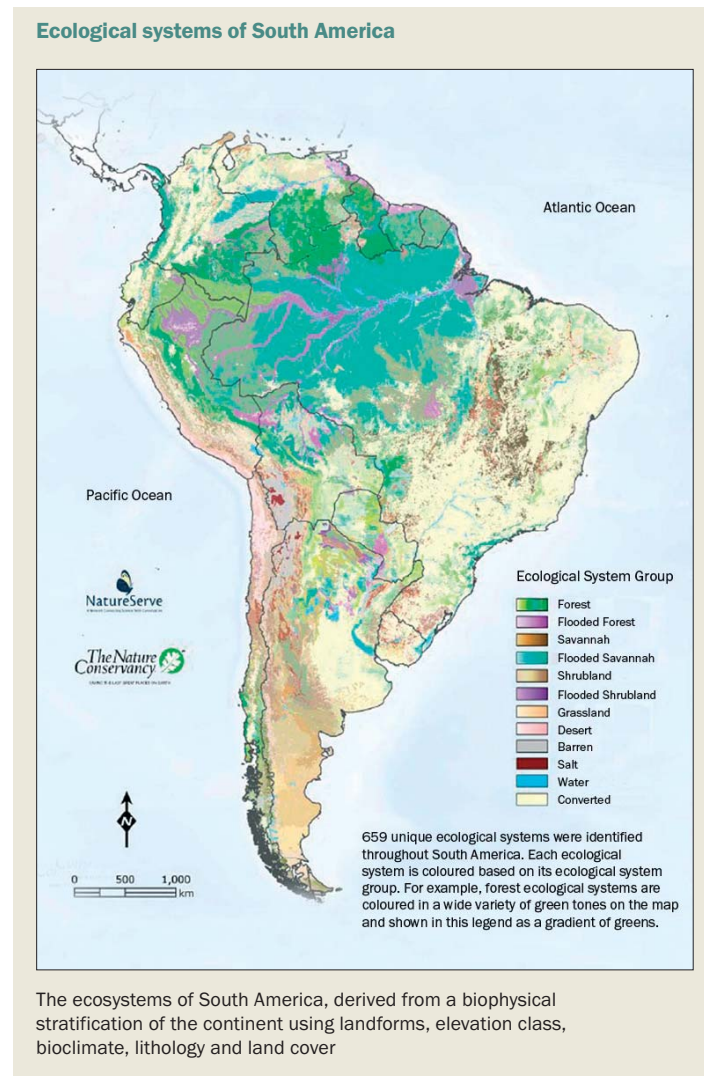 Ecological systems of South America
Atlantic Ocean
Pacific Ocean
NatureServe
The Nature
Conservancy
Ecological System Group
Forest
Flooded Forest
Savannah
Flooded Savannah
Shrubland
Flooded Shrubland
Grassland
Desert
Barren
Salt
Water
Converted
N
0 500 1,000
km
659 unique ecological systems were identified
throughout South America. Each ecological
system is coloured based on its ecological system
group. For example, forest ecological systems are
coloured in a wide variety of green tones on the map
and shown in this legend as a gradient of greens.
The ecosystems of South America, derived from a biophysical
stratification of the continent using landforms, elevation class,
bioclimate, lithology and land cover